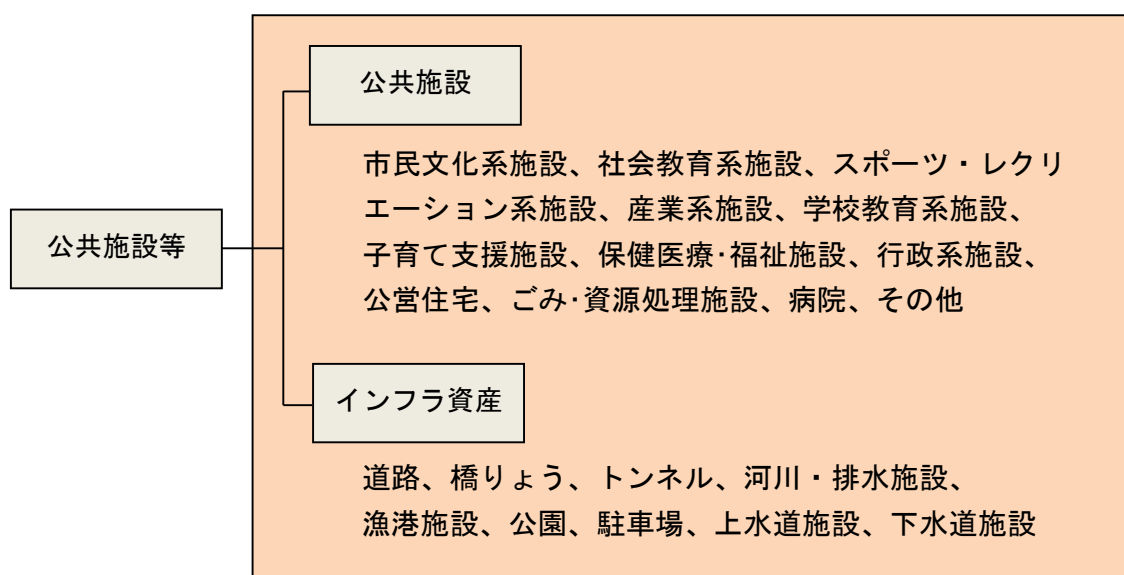 公共施設等
公共施設
市民文化系施設、社会教育系施設、スポーツ・レクリ
エーション系施設、産業系施設、学校教育系施設、
子育て支援施設、保健医療･福祉施設、行政系施設、
公営住宅、ごみ･資源処理施設、病院、その他
インフラ資産
道路、橋りょう、トンネル、河川・排水施設、
漁港施設、公園、駐車場、上水道施設、下水道施設